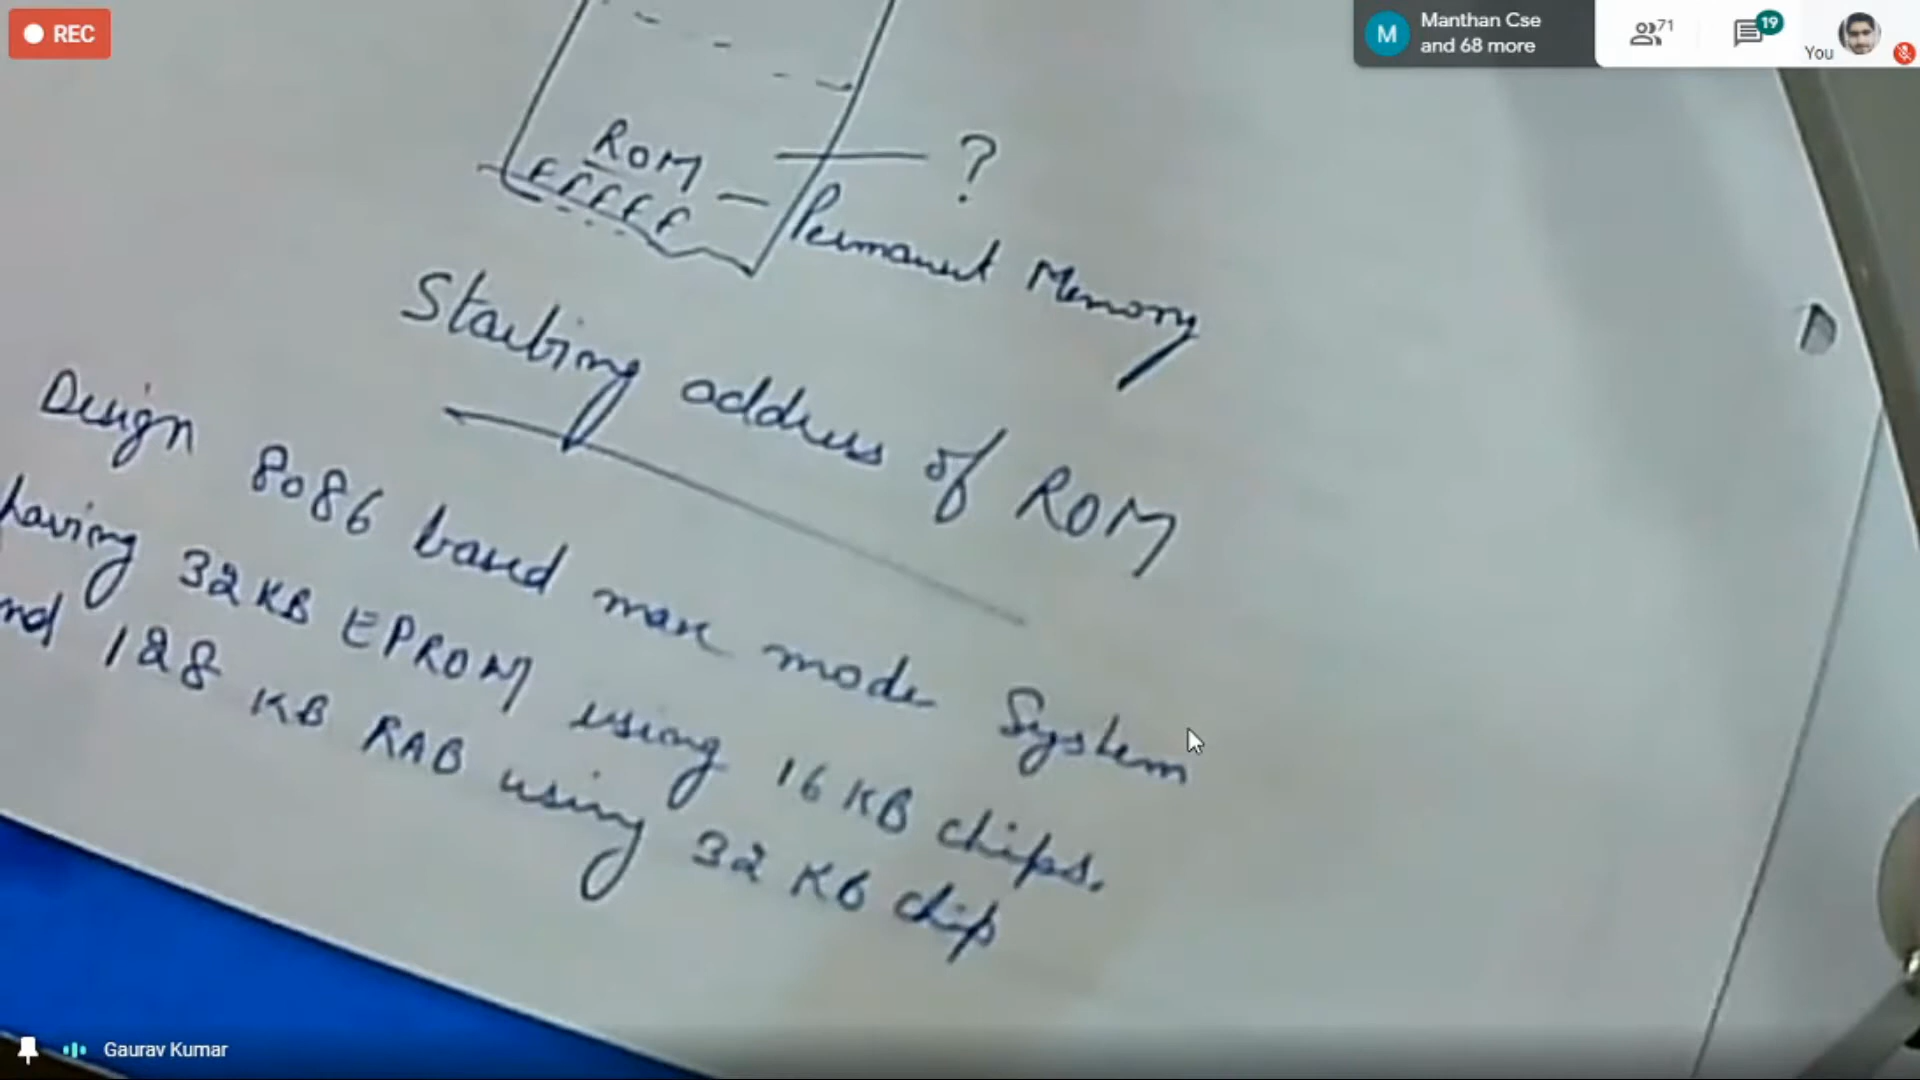 REC
Manthan Cse
and 68 more
71
19
You
ROM
?
FFFFF
— Permanent Memory
Starting address of ROM
Design 8086 based max mode System
having 32 KB EPROM using 16 KB chips.
nd 128 KB RAB using 32 KB chip
Gaurav Kumar